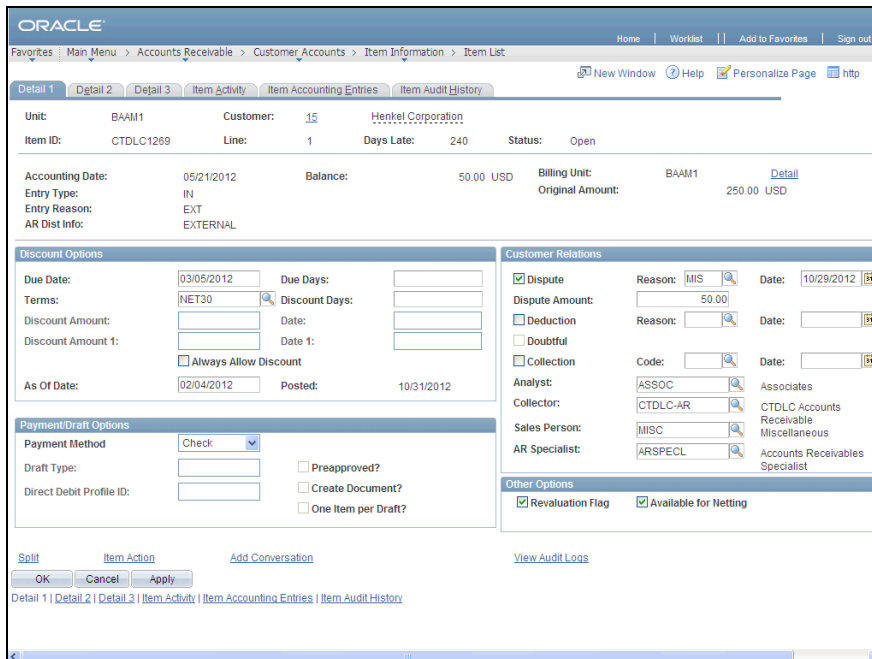 ORACLE
Home | Worklist || Add to Favorites | Sign out
Favorites Main Menu > Accounts Receivable > Customer Accounts > Item Information > Item List
New Window Help Personalize Page http
Detail 1 Detail 2 Detail 3 Item Activity Item Accounting Entries Item Audit History
Unit: BAAM1 Customer: 15 Henkel Corporation
Item ID: CTDLC1269 Line: 1 Days Late: 240 Status: Open
Accounting Date: 05/21/2012 Balance: 50.00 USD Billing Unit: BAAM1 Detail
Entry Type: IN Original Amount: 250.00 USD
Entry Reason: EXT
AR Dist Info: EXTERNAL
Discount Options
Due Date: 03/05/2012 Due Days:
Terms: NET30 Discount Days:
Discount Amount: Date:
Discount Amount 1: Date 1:
Always Allow Discount
As Of Date: 02/04/2012 Posted: 10/31/2012
Customer Relations
Dispute Reason: MIS Date: 10/29/2012 31
Dispute Amount: 50.00
Deduction Reason: Date: 31
Doubtful
Collection Code: Date: 31
Analyst: ASSOC Associates
Collector: CTDLC-AR CTDLC Accounts Receivable
Sales Person: MISC Miscellaneous
AR Specialist: ARSPECL Accounts Receivables Specialist
Payment/Draft Options
Payment Method Check
Draft Type: Preapproved?
Direct Debit Profile ID: Create Document?
One Item per Draft?
Other Options
Revaluation Flag Available for Netting
Split Item Action Add Conversation View Audit Logs
OK Cancel Apply
Detail 1 | Detail 2 | Detail 3 | Item Activity | Item Accounting Entries | Item Audit History